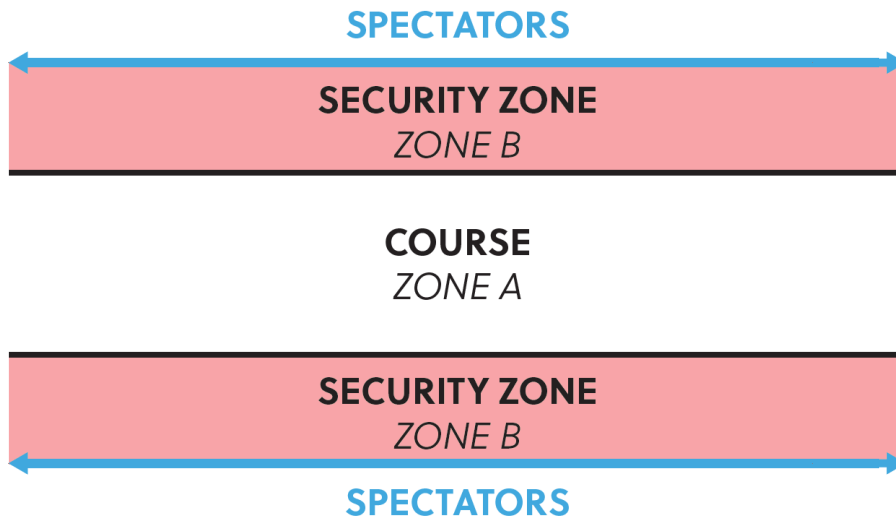 SPECTATORS
SECURITY ZONE
ZONE B
COURSE
ZONE A
SECURITY ZONE
ZONE B
SPECTATORS